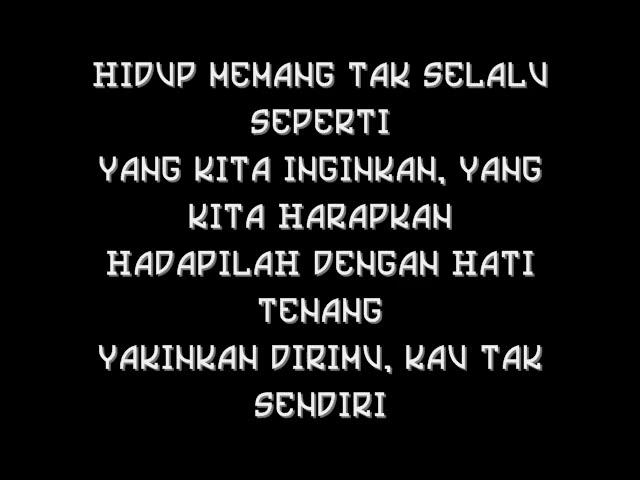 HIDUP MEMANG TAK SELALU
SEPERTI
YANG KITA INGINKAN, YANG
KITA HARAPKAN
HADAPILAH DENGAN HATI
TENANG
YAKINKAN DIRIMU, KAU TAK
SENDIRI